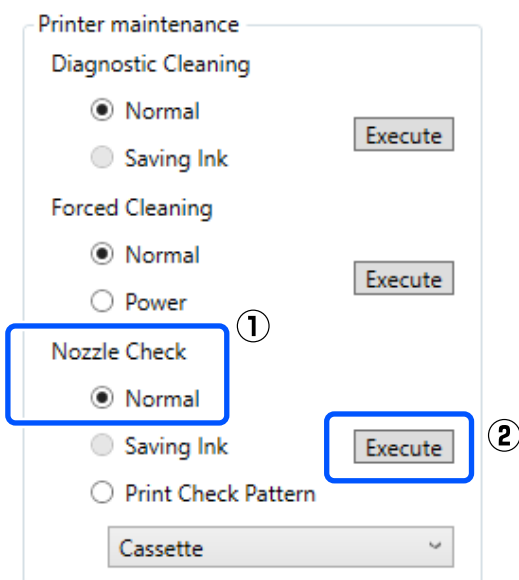 Printer maintenance
Diagnostic Cleaning
Normal
Execute
Saving Ink
Forced Cleaning
Normal
Execute
Power
①
Nozzle Check
Normal
Saving Ink
Execute
②
Print Check Pattern
Cassette